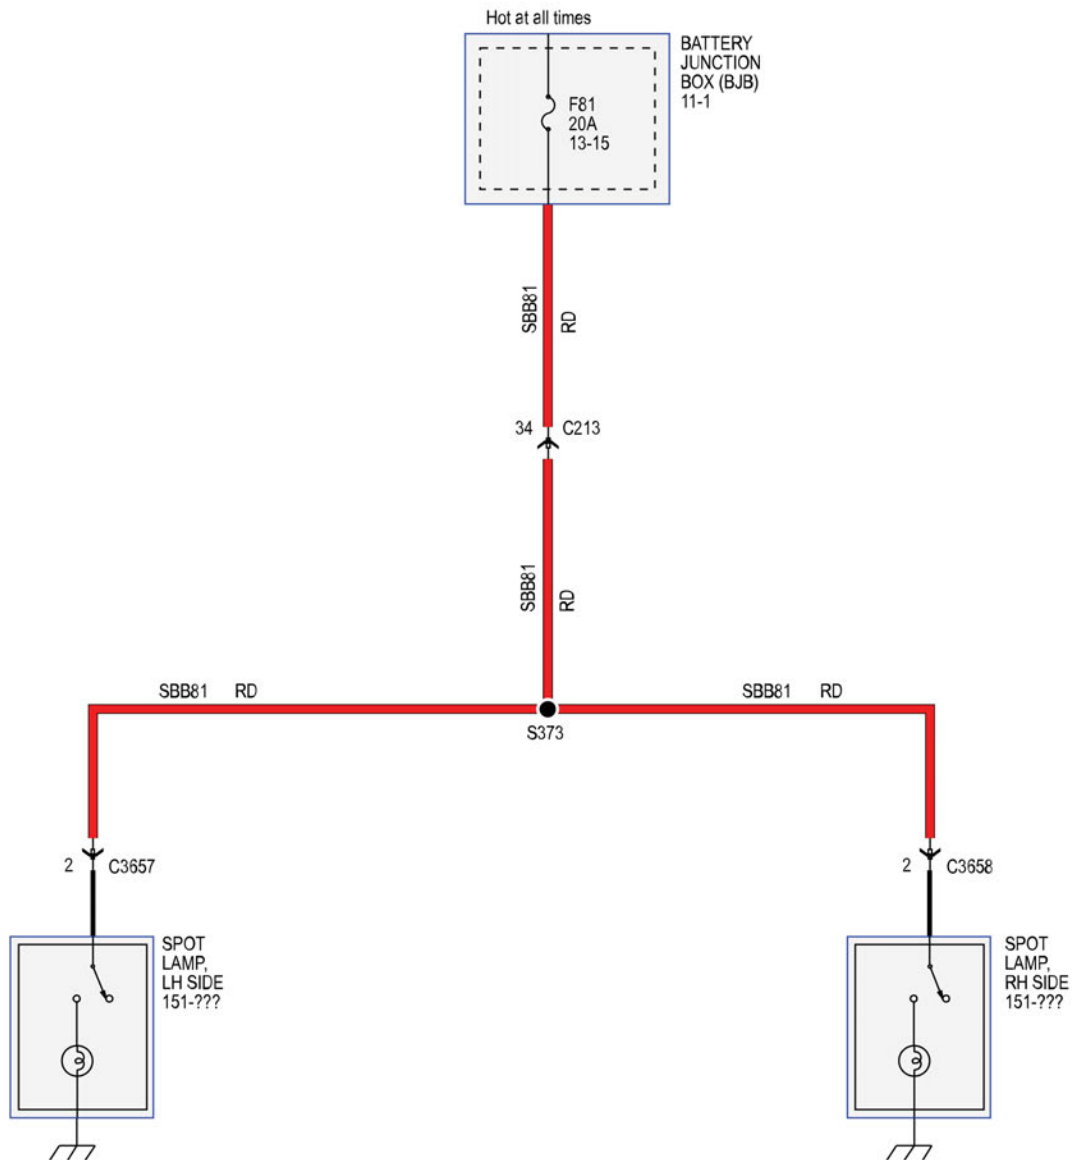 Hot at all times
BATTERY
JUNCTION
BOX (BJB)
11-1
F81
20A
13-15
SBB81
RD
34
C213
SBB81
RD
SBB81
RD
SBB81
RD
S373
2
C3657
2
C3658
SPOT
LAMP,
LH SIDE
151-???
SPOT
LAMP,
RH SIDE
151-???